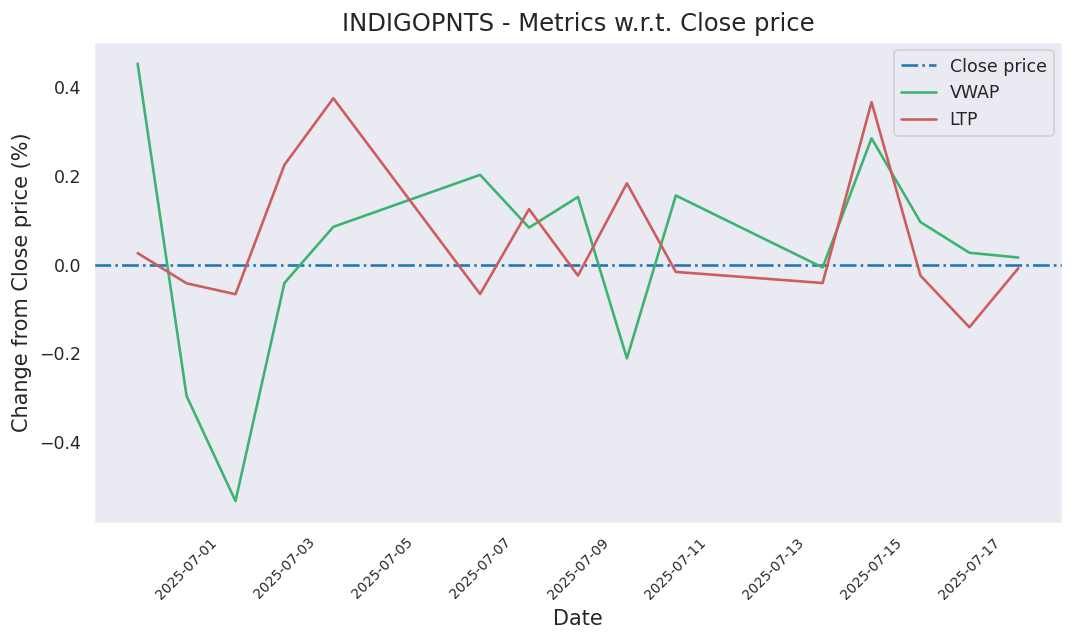 INDIGOPNTS - Metrics w.r.t. Close price
Close price
VWAP
LTP
Change from Close price (%)
0.4
0.2
0.0
−0.2
−0.4
2025-07-01
2025-07-03
2025-07-05
2025-07-07
2025-07-09
2025-07-11
2025-07-13
2025-07-15
2025-07-17
Date